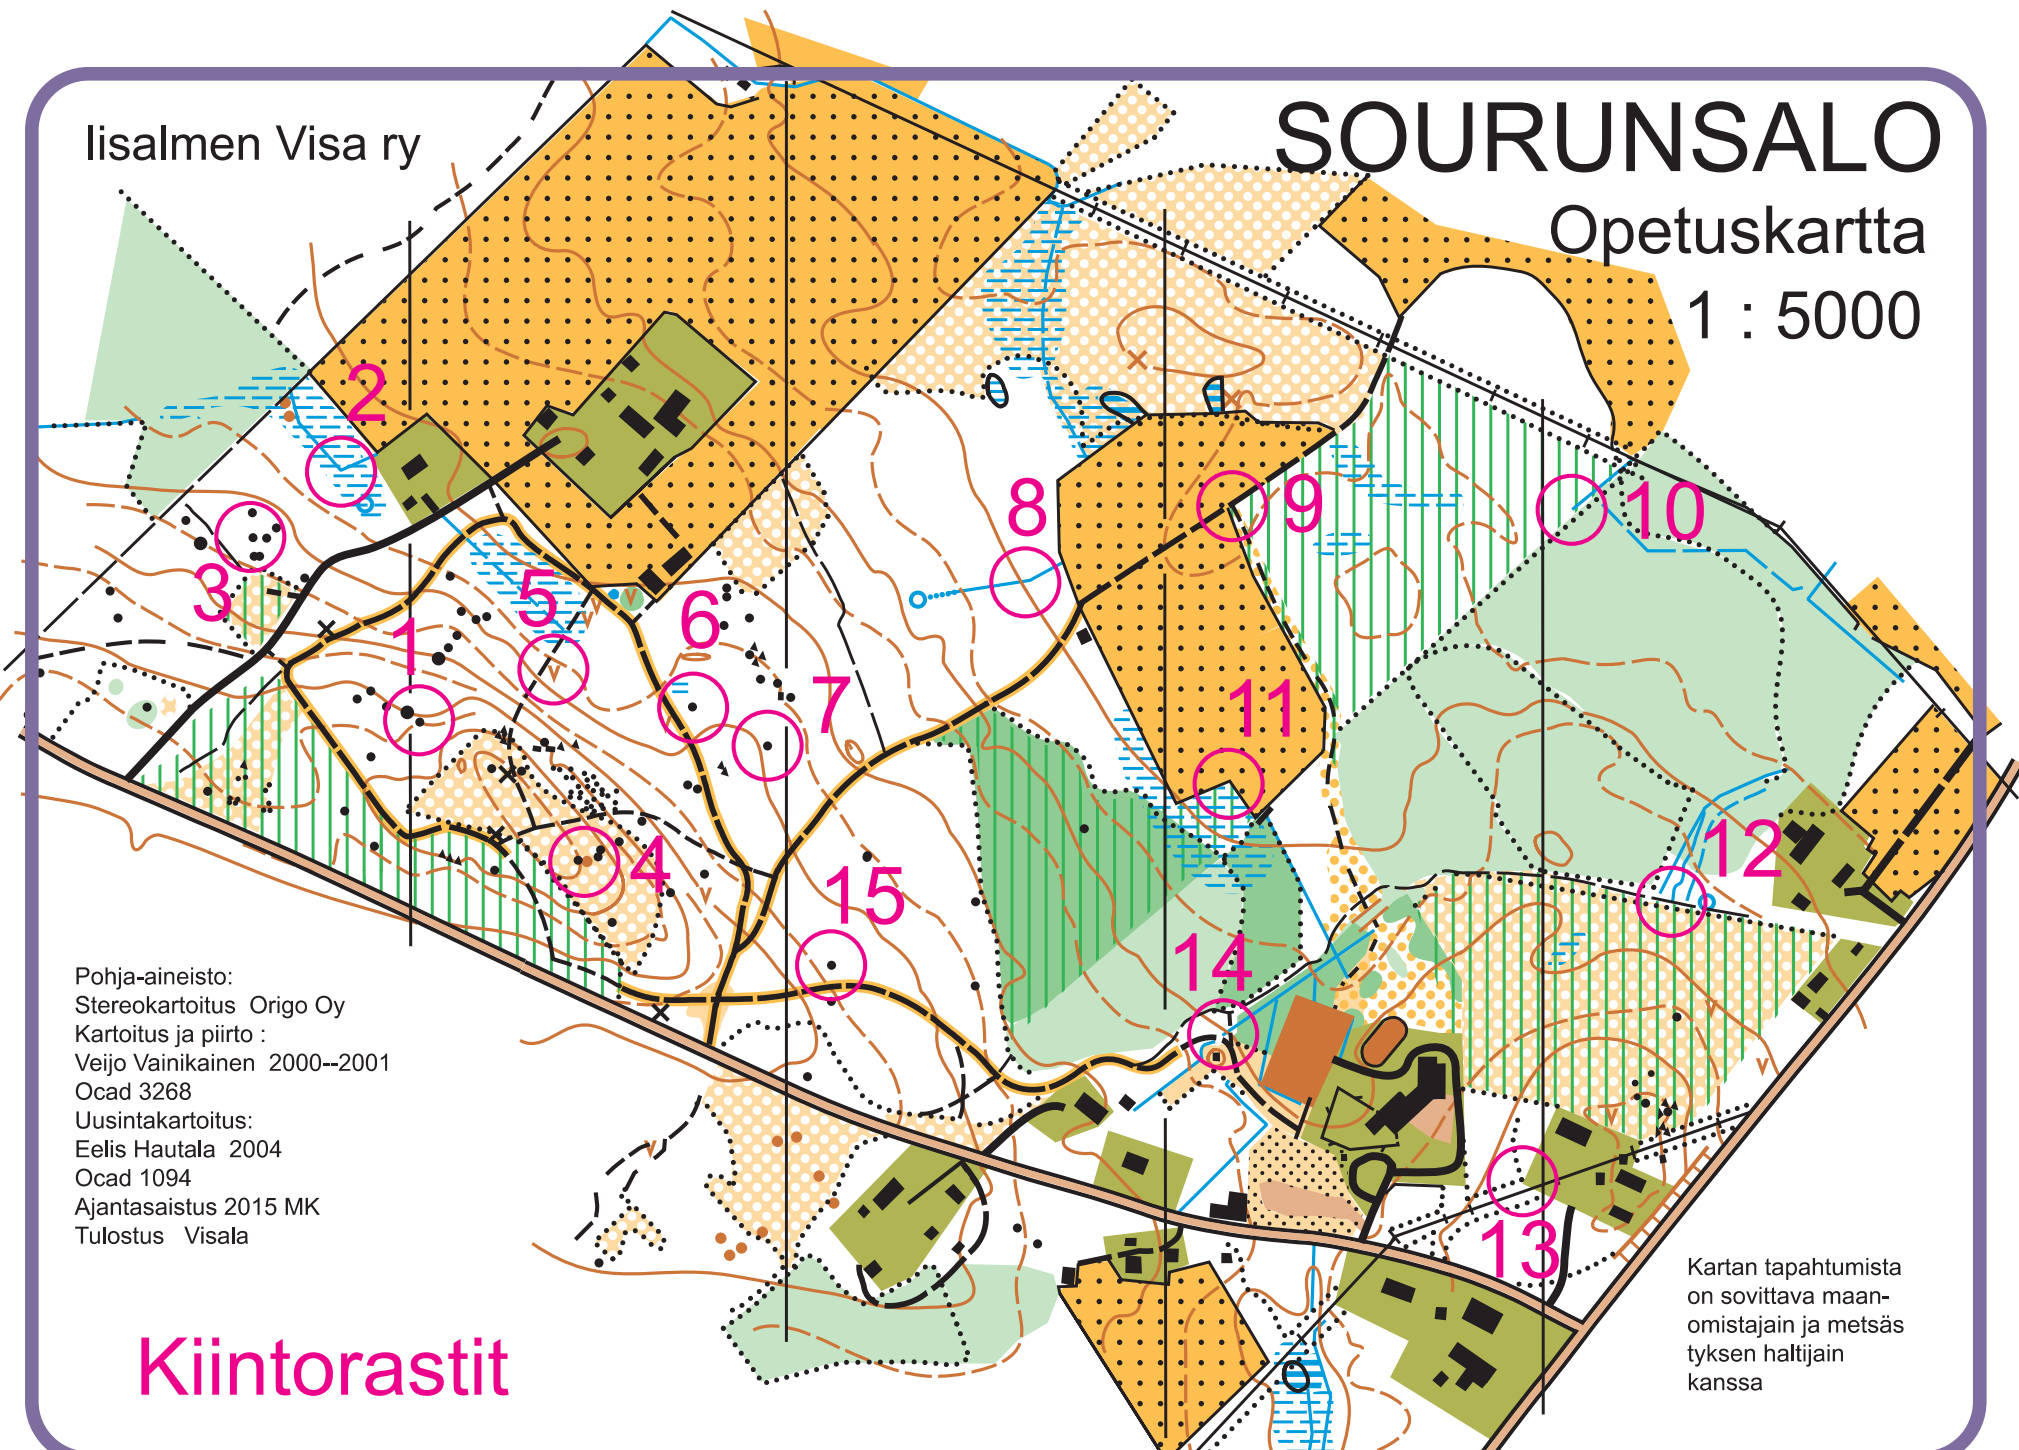 Iisalmen Visa ry
SOURUNSALO
Opetuskartta
1 : 5000
2
8
9
10
3
5
6
1
7
11
4
15
12
14
13
Pohja-aineisto:
Stereokartoitus Origo Oy
Kartoitus ja piirto :
Veijo Vainikainen 2000--2001
Ocad 3268
Uusintakartoitus:
Eelis Hautala 2004
Ocad 1094
Ajantasaistus 2015 MK
Tulostus Visala
Kartan tapahtumista
on sovittava maan-
omistajain ja metsäs
tyksen haltijain
kanssa
Kiintorastit